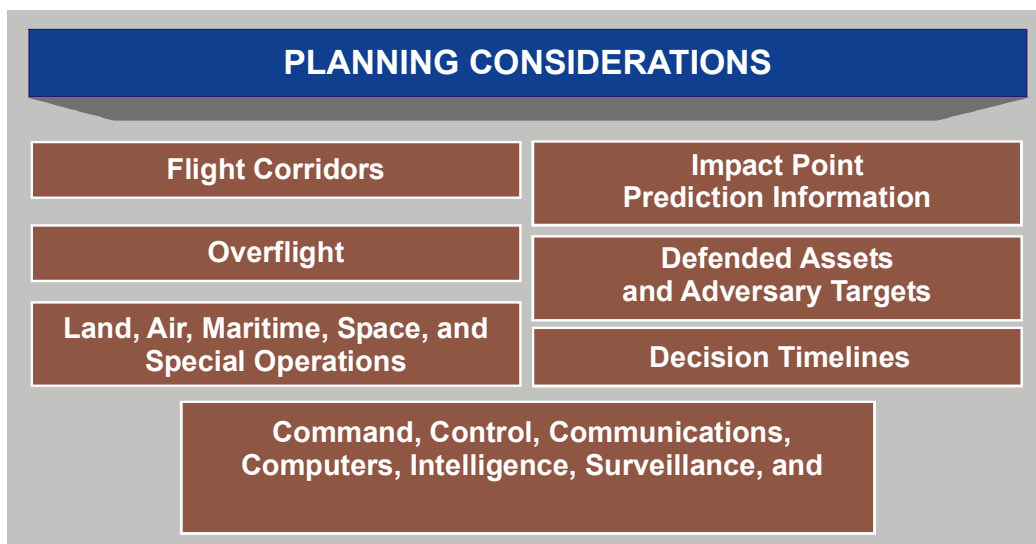 PLANNING CONSIDERATIONS
Flight Corridors
Overflight
Land, Air, Maritime, Space, and
Special Operations
Impact Point
Prediction Information
Defended Assets
and Adversary Targets
Decision Timelines
Command, Control, Communications,
Computers, Intelligence, Surveillance, and